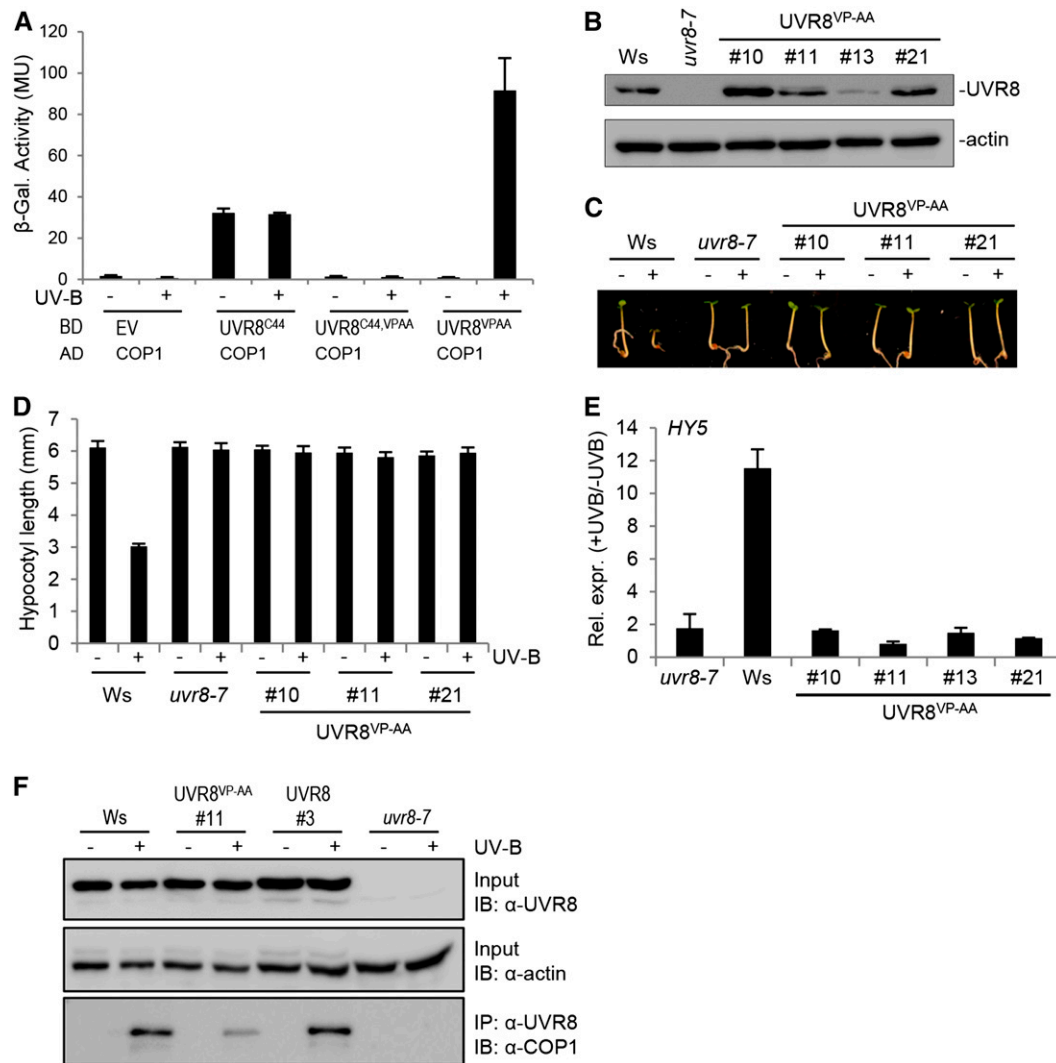 A
β-Gal. Activity (MU)
120
100
80
60
40
20
0
UV-B - + - + - + - +
BD EV UVR8C44 UVR8C44,VPAA UVR8VPAA
AD COP1 COP1 COP1 COP1
B
UVR8VP-AA
Ws uvr8-7 #10 #11 #13 #21
-UVR8
-actin
C
UVR8VP-AA
Ws uvr8-7 #10 #11 #21
- + - + - + - + - +
D
Hypocotyl length (mm)
7
6
5
4
3
2
1
0
- + - + - + - + - + UV-B
Ws uvr8-7 #10 #11 #21
UVR8VP-AA
E
HY5
Rel. expr. (+UVB/-UVB)
14
12
10
8
6
4
2
0
uvr8-7 Ws #10 #11 #13 #21
UVR8VP-AA
F
UVR8VP-AA UVR8
Ws #11 #3 uvr8-7
- + - + - + - + UV-B
Input
IB: α-UVR8
Input
IB: α-actin
IP: α-UVR8
IB: α-COP1